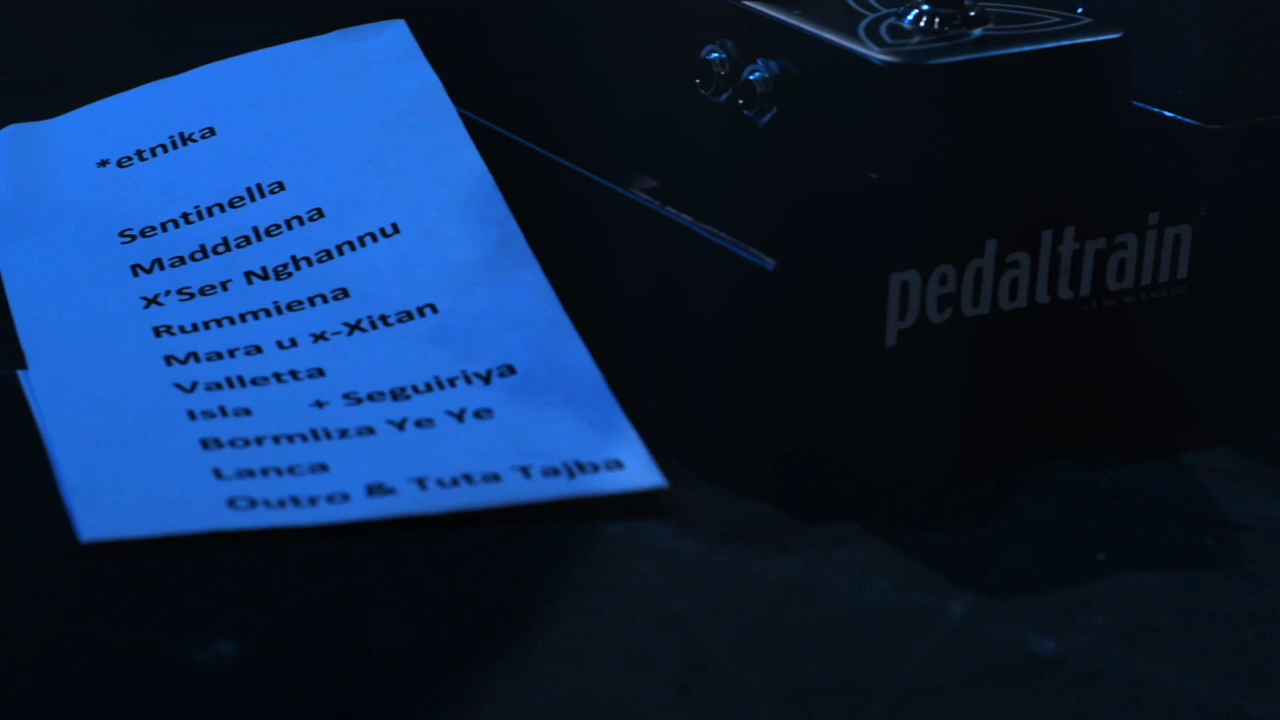 *etnika
Sentinella
Maddalena
X'Ser Nghannu
Rummiena
Mara u x-Xitan
Valletta
Isla + Seguiriya
Bormliza Ye Ye
Lanca
Outro & Tuta Tajba
pedaltrain